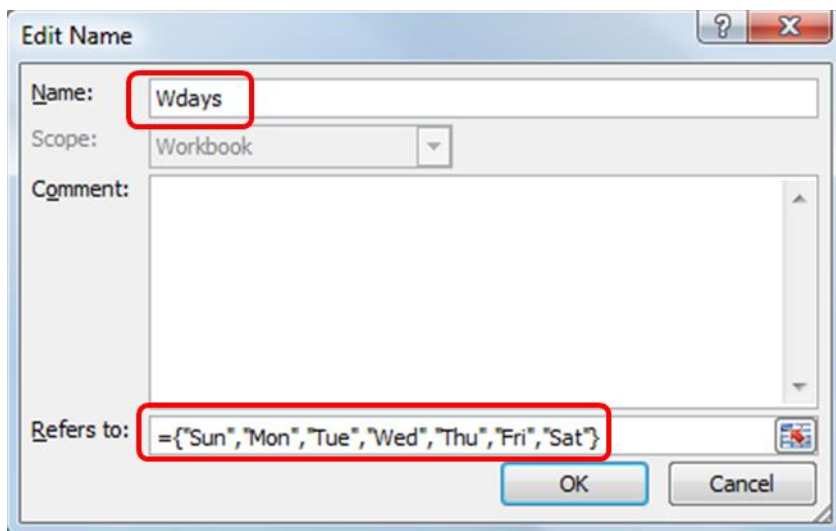 Edit Name
Name: Wdays
Scope: Workbook
Comment:
Refers to: ={"Sun","Mon","Tue","Wed","Thu","Fri","Sat"}
OK Cancel